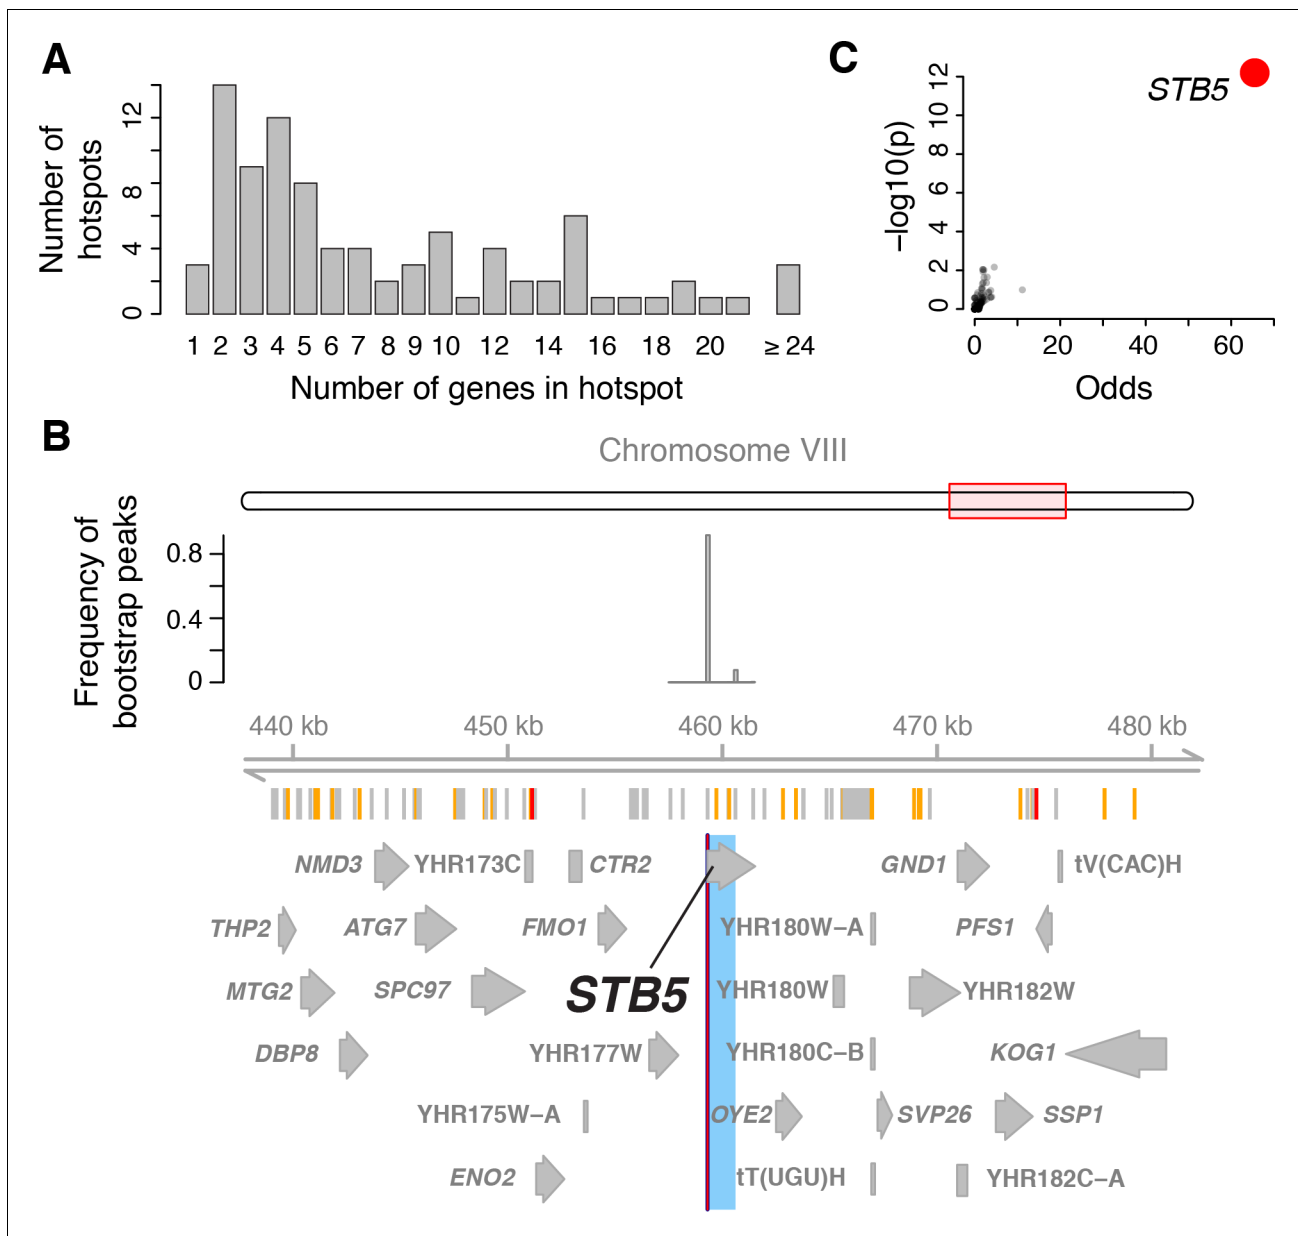 A
Number of
hotspots
0
4
8
12
1 2 3 4 5 6 7 8 9 10 12 14 16 18 20 ≥ 24
Number of genes in hotspot
C
−log10(p)
0
2
4
6
8
10
12
STB5
0 20 40 60
Odds
B
Chromosome VIII
Frequency of
bootstrap peaks
0.8
0.4
0
440 kb 450 kb 460 kb 470 kb 480 kb
NMD3 YHR173C CTR2 GND1 tV(CAC)H
THP2 ATG7 FMO1 YHR180W−A PFS1
MTG2 SPC97 STB5 YHR180W YHR182W
DBP8 YHR177W YHR180C−B KOG1
YHR175W−A OYE2 SVP26 SSP1
ENO2 tT(UGU)H YHR182C−A